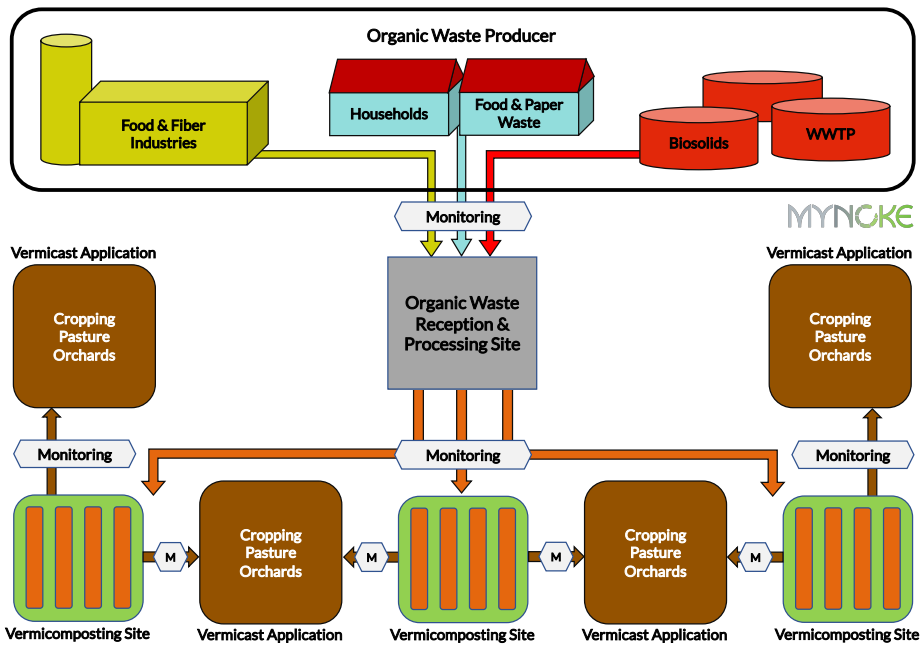 Organic Waste Producer
Food & Fiber
Industries
Households
Food & Paper
Waste
Biosolids
WWTP
Monitoring
MYNOKE
Vermicast Application
Cropping
Pasture
Orchards
Organic Waste
Reception &
Processing Site
Vermicast Application
Cropping
Pasture
Orchards
Monitoring
Monitoring
Monitoring
Cropping
Pasture
Orchards
Cropping
Pasture
Orchards
M
M
M
M
Vermicomposting Site
Vermicast Application
Vermicomposting Site
Vermicast Application
Vermicomposting Site